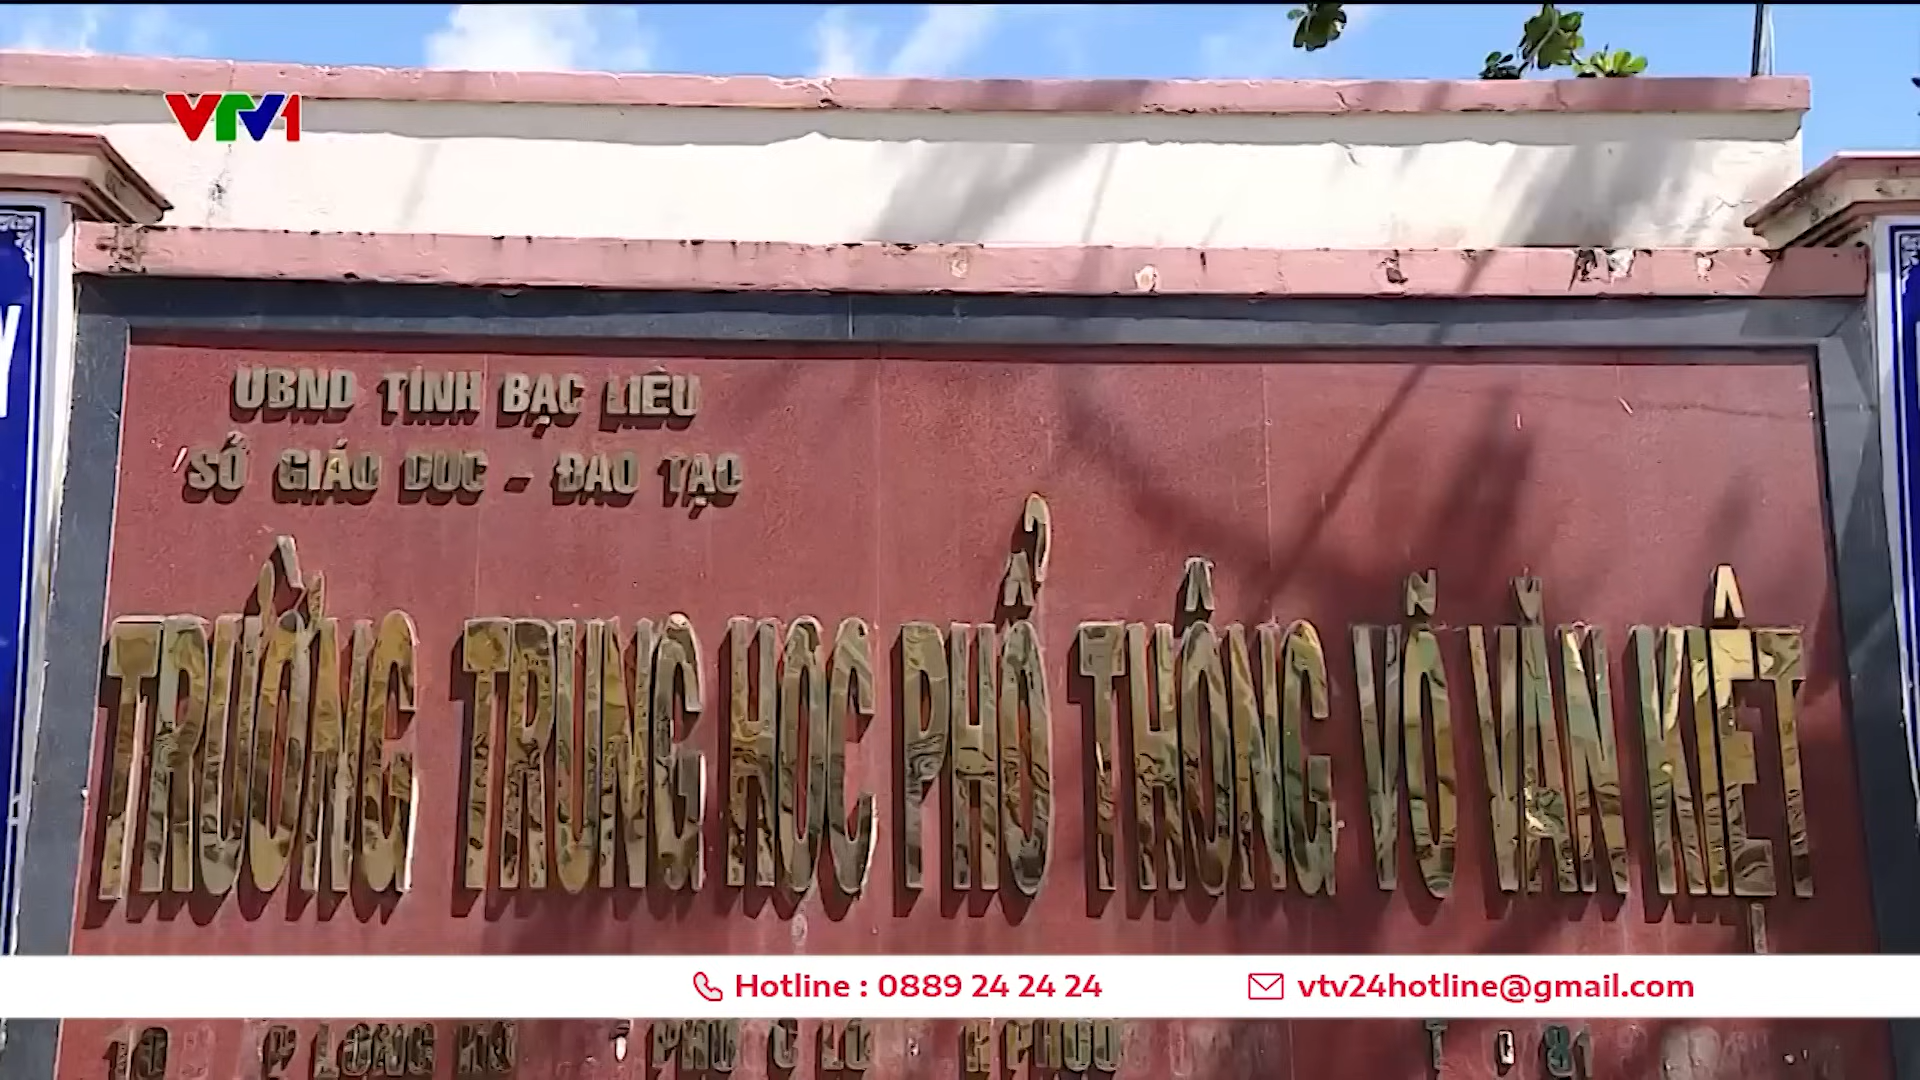 VTV1
UBND TỈNH BẠC LIÊU
SỞ GIÁO DỤC - ĐÀO TẠO
TRƯỜNG TRUNG HỌC PHỔ THÔNG VÕ VĂN KIỆT
Hotline : 0889 24 24 24
vtv24hotline@gmail.com
LONG